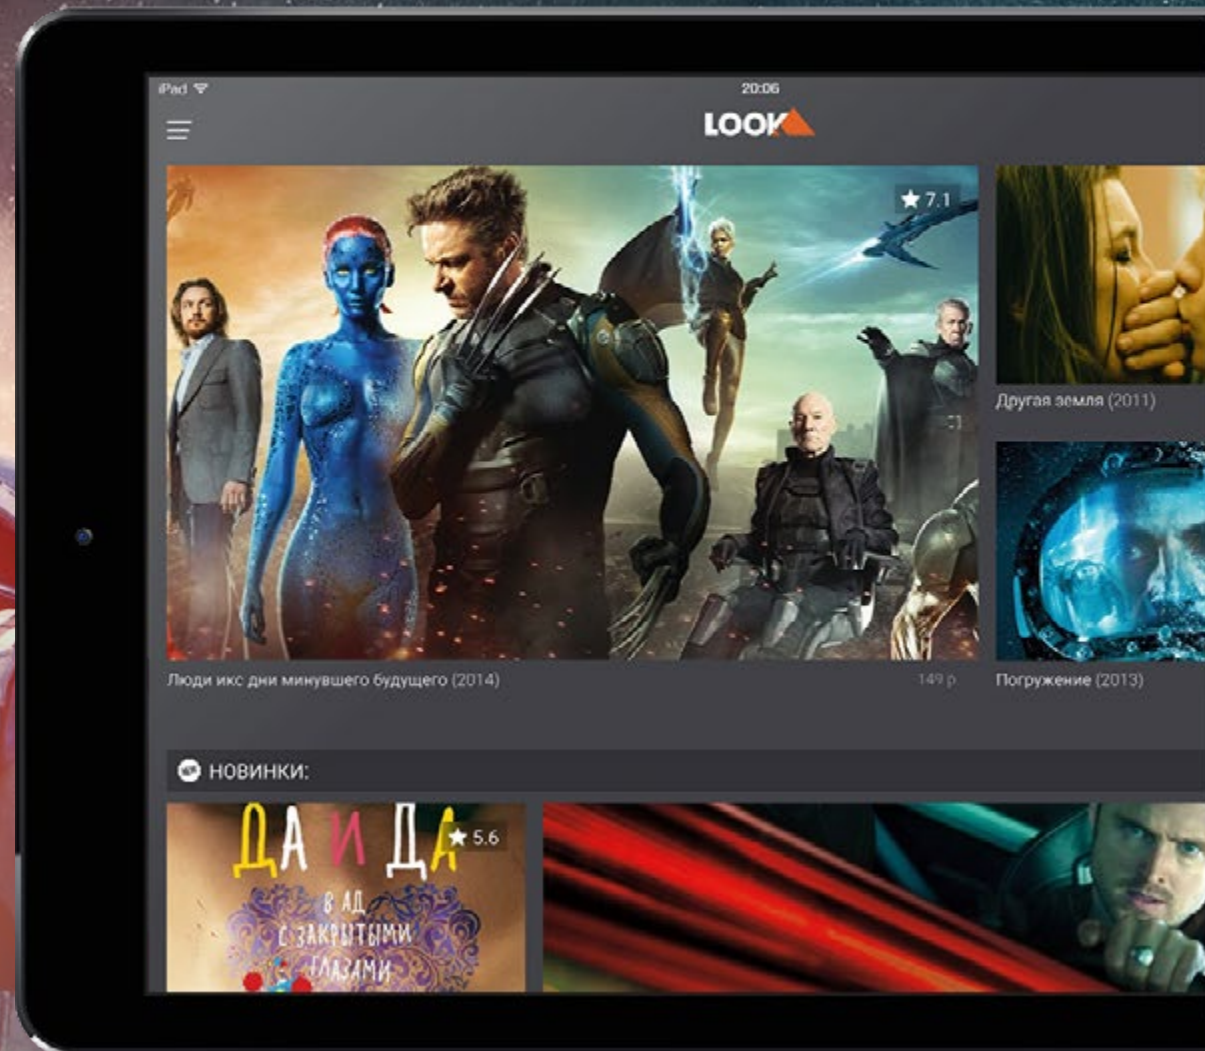 iPad
20:06
LOOK
7.1
Другая земля (2011)
Люди икс дни минувшего будущего (2014)
149 р
Погружение (2013)
НОВИНКИ:
ДА И ДА
5.6
В АД
С ЗАКРЫТЫМИ
ГЛАЗАМИ